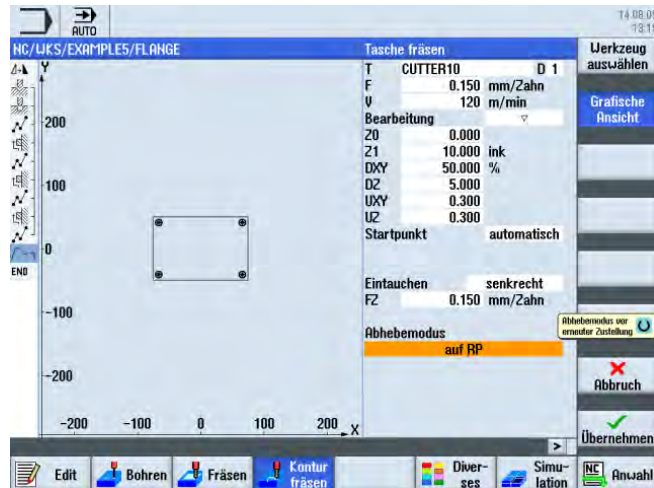 AUTO
14.08.0
13.1
NC/WKS/EXAMPLE5/FLANGE
Tasche fräsen
Werkzeug
auswählen
Y
T CUTTER10 D 1
F 0.150 mm/Zahn
V 120 m/min
Bearbeitung ▽
Grafische
Ansicht
Z0 0.000
Z1 10.000 ink
DXY 50.000 %
DZ 5.000
UXY 0.300
UZ 0.300
Startpunkt automatisch
200
100
0
-100
-200
END
Eintauchen senkrecht
FZ 0.150 mm/Zahn
Abhebemodus vor
erneuter Zustellung
Abhebemodus
auf RP
Abbruch
-200 -100 0 100 200 X
>
Übernehmen
Edit
Bohren
Fräsen
Kontur
fräsen
Diver-
ses
Simu-
lation
NC
Anwahl